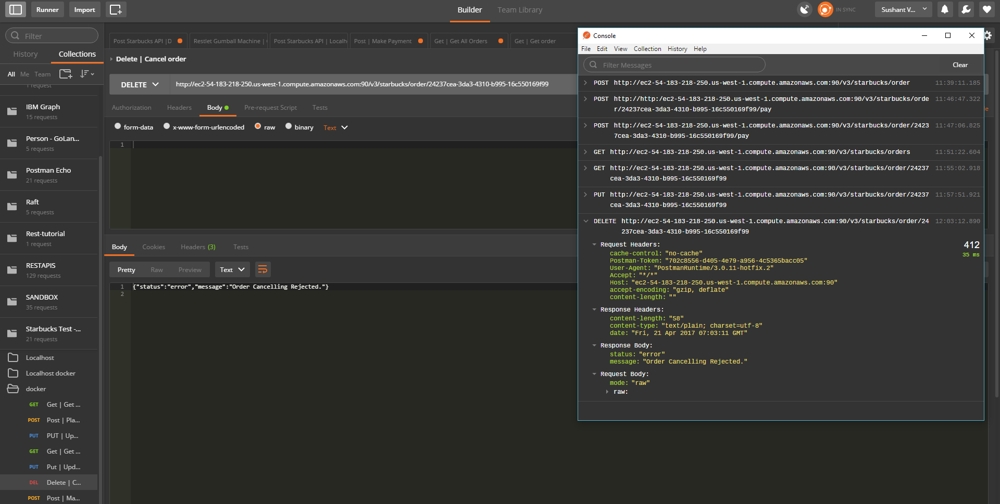 Runner
Import
Builder
Team Library
IN SYNC
Sushant V...
Filter
History
Collections
All Me Team
1 request
IBM Graph
15 requests
Person - GoLan...
5 requests
Postman Echo
21 requests
Raft
5 requests
Rest-tutorial
1 request
RESTAPIS
129 requests
SANDBOX
35 requests
Starbucks Test -...
21 requests
Localhost
Localhost docker
docker
GET Get | Get ...
POST Post | Pla...
PUT PUT | Up...
GET Get | Get ...
PUT Put | Upd...
DEL Delete | C...
POST Post | Ma...
Post Starbucks API |D
Restlet Gumball Machine |
Post Starbucks API | Localh
Post | Make Payment
Get | Get All Orders
Get | Get order
Delete | Cancel order
DELETE
http://ec2-54-183-218-250.us-west-1.compute.amazonaws.com:90/v3/starbucks/order/24237cea-3da3-4310-b995-16c550169f99
Authorization
Headers
Body
Pre-request Script
Tests
form-data
x-www-form-urlencoded
raw
binary
Text
1
Body
Cookies
Headers (3)
Tests
Pretty
Raw
Preview
Text
1 {"status":"error","message":"Order Cancelling Rejected."}
2
Console
File Edit View Collection History Help
Filter Messages
Clear
POST http://ec2-54-183-218-250.us-west-1.compute.amazonaws.com:90/v3/starbucks/order 11:39:11.185
POST http://http:/ec2-54-183-218-250.us-west-1.compute.amazonaws.com:90/v3/starbucks/orde 11:46:47.322
r/24237cea-3da3-4310-b995-16c550169f99/pay
POST http://ec2-54-183-218-250.us-west-1.compute.amazonaws.com:90/v3/starbucks/order/2423 11:47:06.825
7cea-3da3-4310-b995-16c550169f99/pay
GET http://ec2-54-183-218-250.us-west-1.compute.amazonaws.com:90/v3/starbucks/orders 11:51:22.604
GET http://ec2-54-183-218-250.us-west-1.compute.amazonaws.com:90/v3/starbucks/order/24237 11:55:02.918
cea-3da3-4310-b995-16c550169f99
PUT http://ec2-54-183-218-250.us-west-1.compute.amazonaws.com:90/v3/starbucks/order/24237 11:57:51.921
cea-3da3-4310-b995-16c550169f99
DELETE http://ec2-54-183-218-250.us-west-1.compute.amazonaws.com:90/v3/starbucks/order/24 12:03:12.890
237cea-3da3-4310-b995-16c550169f99
Request Headers:
412
cache-control: "no-cache"
35 ms
Postman-Token: "702c8556-d405-4e79-a956-4c5365bacc05"
User-Agent: "PostmanRuntime/3.0.11-hotfix.2"
Accept: "*/*"
Host: "ec2-54-183-218-250.us-west-1.compute.amazonaws.com:90"
accept-encoding: "gzip, deflate"
content-length: ""
Response Headers:
content-length: "58"
content-type: "text/plain; charset=utf-8"
date: "Fri, 21 Apr 2017 07:03:11 GMT"
Response Body:
status: "error"
message: "Order Cancelling Rejected."
Request Body:
mode: "raw"
raw: